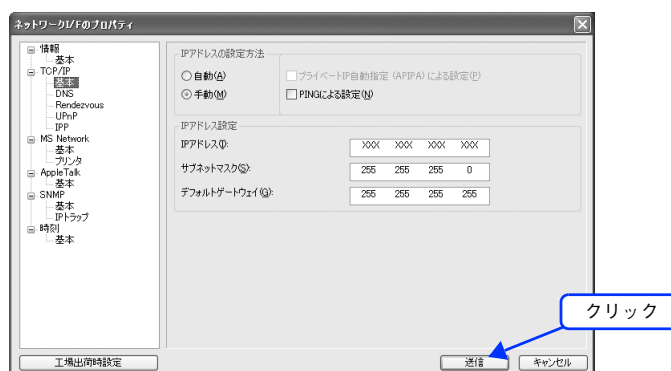 ネットワークI/Fのプロパティ
情報
基本
TCP/IP
基本
DNS
Rendezvous
UPnP
IPP
MS Network
基本
プリンタ
AppleTalk
基本
SNMP
基本
IPトラップ
時刻
基本
IPアドレスの設定方法
自動(A)
プライベートIP自動指定 (APIPA) による設定(P)
手動(M)
PINGによる設定(N)
IPアドレス設定
IPアドレス(I): XXX XXX XXX XXX
サブネットマスク(S): 255 255 255 0
デフォルトゲートウェイ(G): 255 255 255 255
クリック
工場出荷時設定
送信
キャンセル